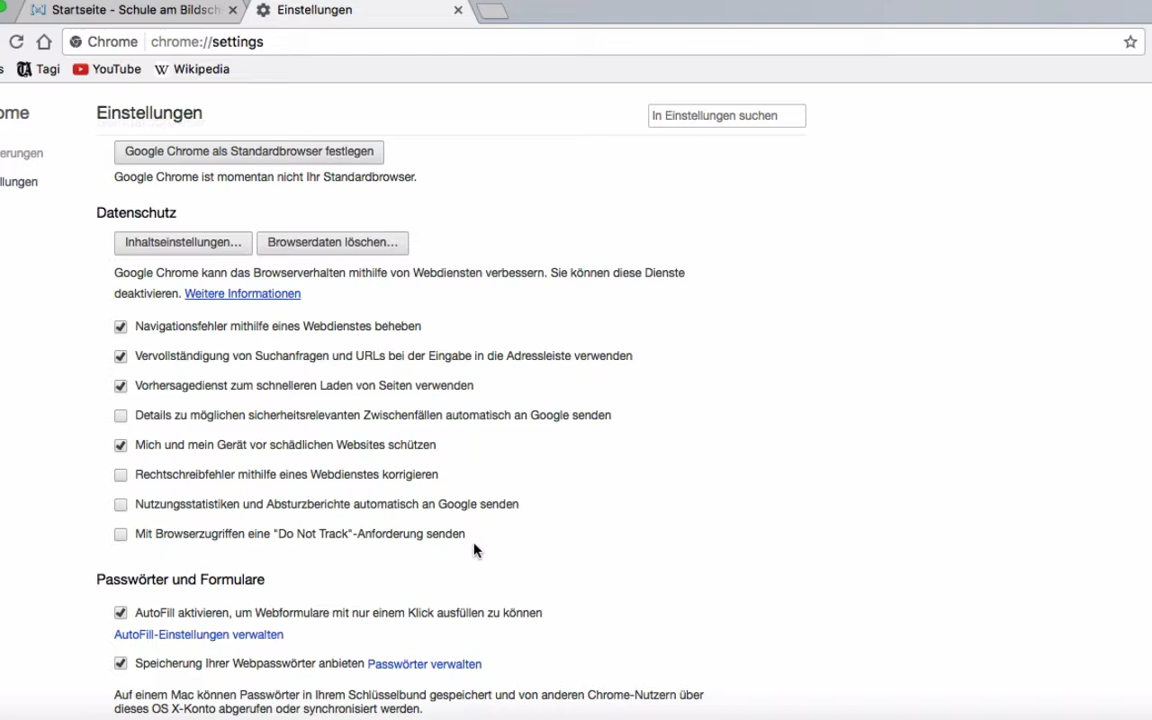 Startseite - Schule am Bildsch
Einstellungen
Chrome chrome://settings
s Tagi YouTube Wikipedia
ome
Einstellungen
In Einstellungen suchen
erungen
llungen
Google Chrome als Standardbrowser festlegen
Google Chrome ist momentan nicht Ihr Standardbrowser.
Datenschutz
Inhaltseinstellungen... Browserdaten löschen...
Google Chrome kann das Browserverhalten mithilfe von Webdiensten verbessern. Sie können diese Dienste
deaktivieren. Weitere Informationen
Navigationsfehler mithilfe eines Webdienstes beheben
Vervollständigung von Suchanfragen und URLs bei der Eingabe in die Adressleiste verwenden
Vorhersagedienst zum schnelleren Laden von Seiten verwenden
Details zu möglichen sicherheitsrelevanten Zwischenfällen automatisch an Google senden
Mich und mein Gerät vor schädlichen Websites schützen
Rechtschreibfehler mithilfe eines Webdienstes korrigieren
Nutzungsstatistiken und Absturzberichte automatisch an Google senden
Mit Browserzugriffen eine "Do Not Track"-Anforderung senden
Passwörter und Formulare
AutoFill aktivieren, um Webformulare mit nur einem Klick ausfüllen zu können
AutoFill-Einstellungen verwalten
Speicherung Ihrer Webpasswörter anbieten Passwörter verwalten
Auf einem Mac können Passwörter in Ihrem Schlüsselbund gespeichert und von anderen Chrome-Nutzern über
dieses OS X-Konto abgerufen oder synchronisiert werden.